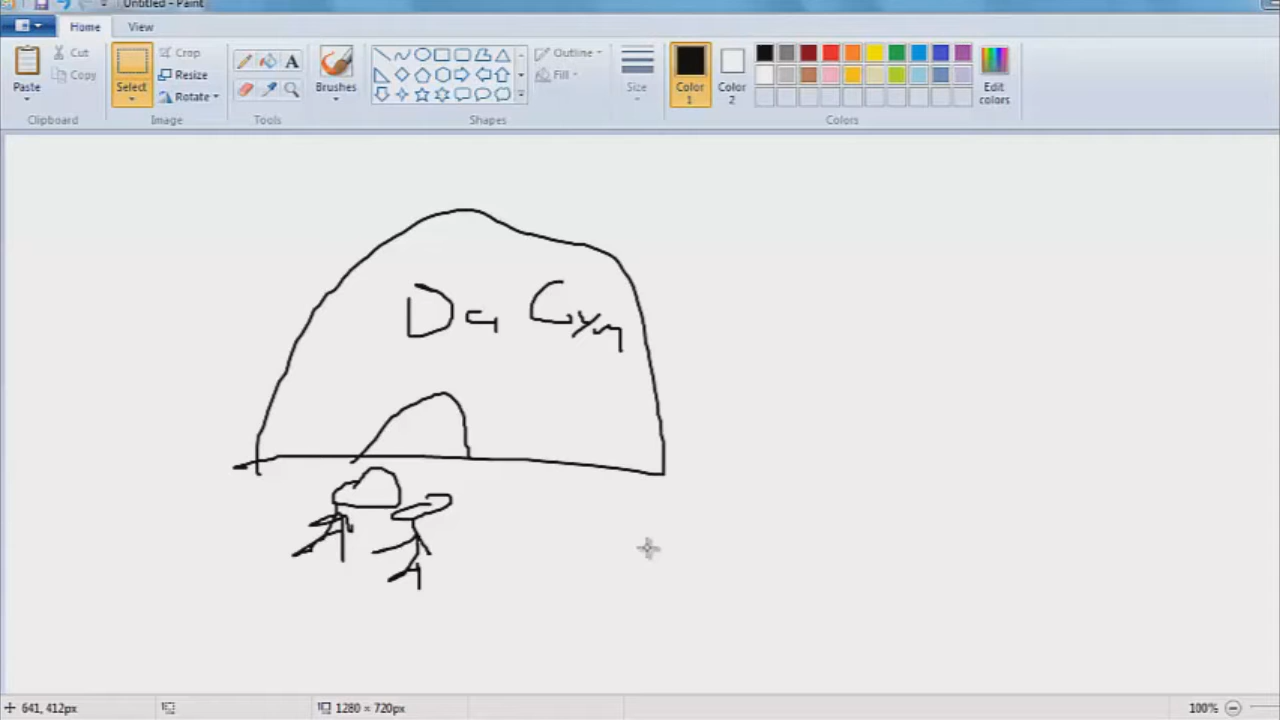 Untitled - Paint
Home View
Paste
Cut
Copy
Clipboard
Select
Crop
Resize
Rotate
Image
A
Tools
Brushes
Shapes
Outline
Fill
Size
Color 1
Color 2
Edit colors
Colors
Da Gym
641, 412px
1280 × 720px
100%